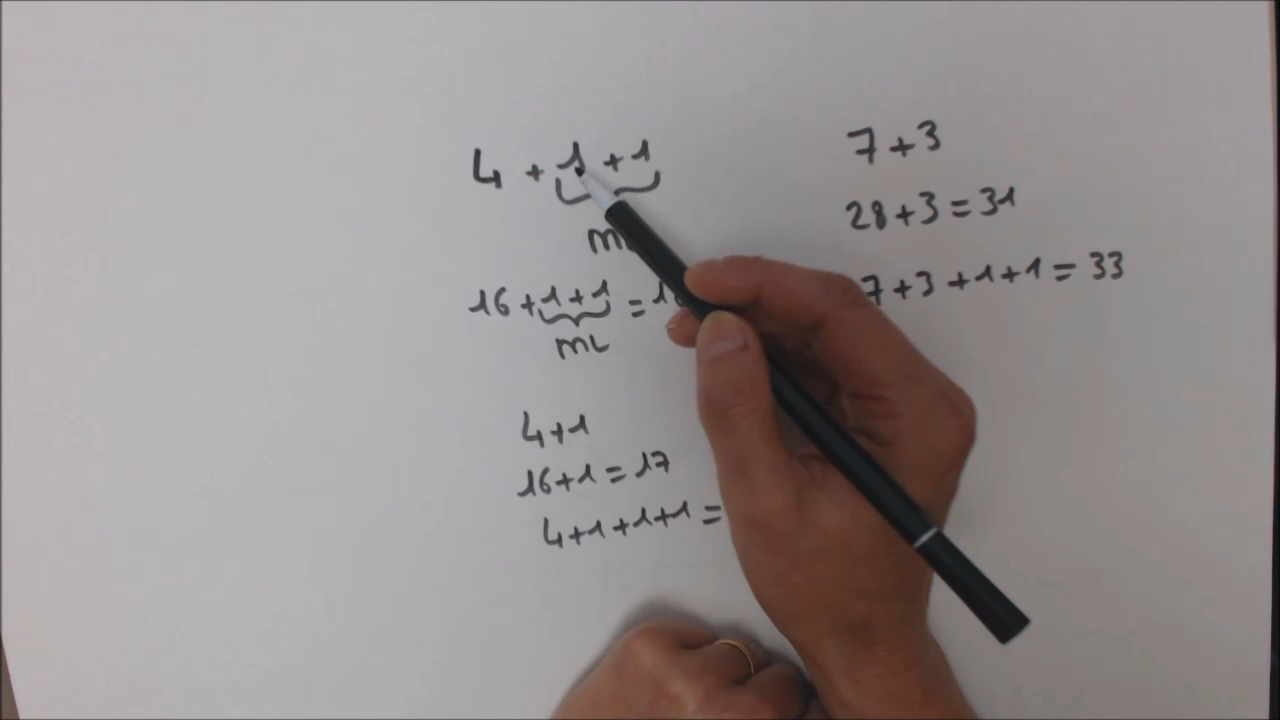 4 + 1 + 1
16 + 1 + 1 =
ML
4+1
16+1 = 17
4+1+1+1 =
7+3
28+3 = 31
7+3+1+1 = 33